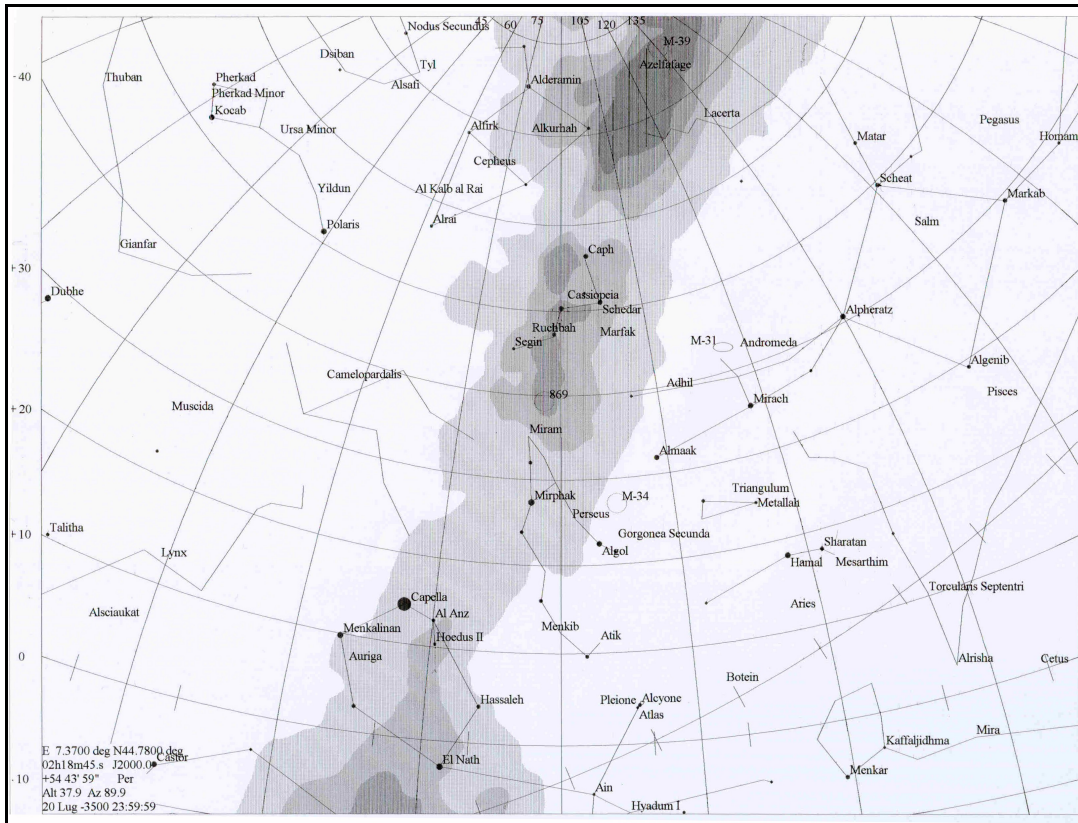 45
60
75
105
120
135
Nodus Secundus
M-39
Dsiban
Tyl
Azelfafage
Thuban
-40
Pherkad
Alsafi
Alderamin
Pherkad Minor
Kocab
Lacerta
Ursa Minor
Alfirk
Alkurhah
Pegasus
Matar
Homam
Cepheus
Scheat
Yildun
Al Kalb al Rai
Markab
Polaris
Alrai
Salm
Gianfar
Caph
+30
Dubhe
Cassiopeia
Schedar
Alpheratz
Ruchbah
Marfak
Segin
M-31
Andromeda
Algenib
Camelopardalis
Adhil
Pisces
869
Mirach
+20
Muscida
Miram
Almaak
Triangulum
Mirphak
M-34
Metallah
Perseus
Talitha
+10
Gorgonea Secunda
Sharatan
Algol
Hamal
Mesarthim
Lynx
Torcularis Septentri
Capella
Aries
Alsciaukat
Al Anz
Menkalinan
Menkib
Atik
Hoedus II
0
Auriga
Alrisha
Cetus
Botein
Hassaleh
Pleione
Alcyone
Atlas
Mira
Kaffaljidhma
E 7.3700 deg N44.7800 deg
Castor
El Nath
02h18m45.s J2000.0
Menkar
+54 43' 59" Per
-10
Ain
Alt 37.9 Az 89.9
Hyadum I
20 Lug -3500 23:59:59